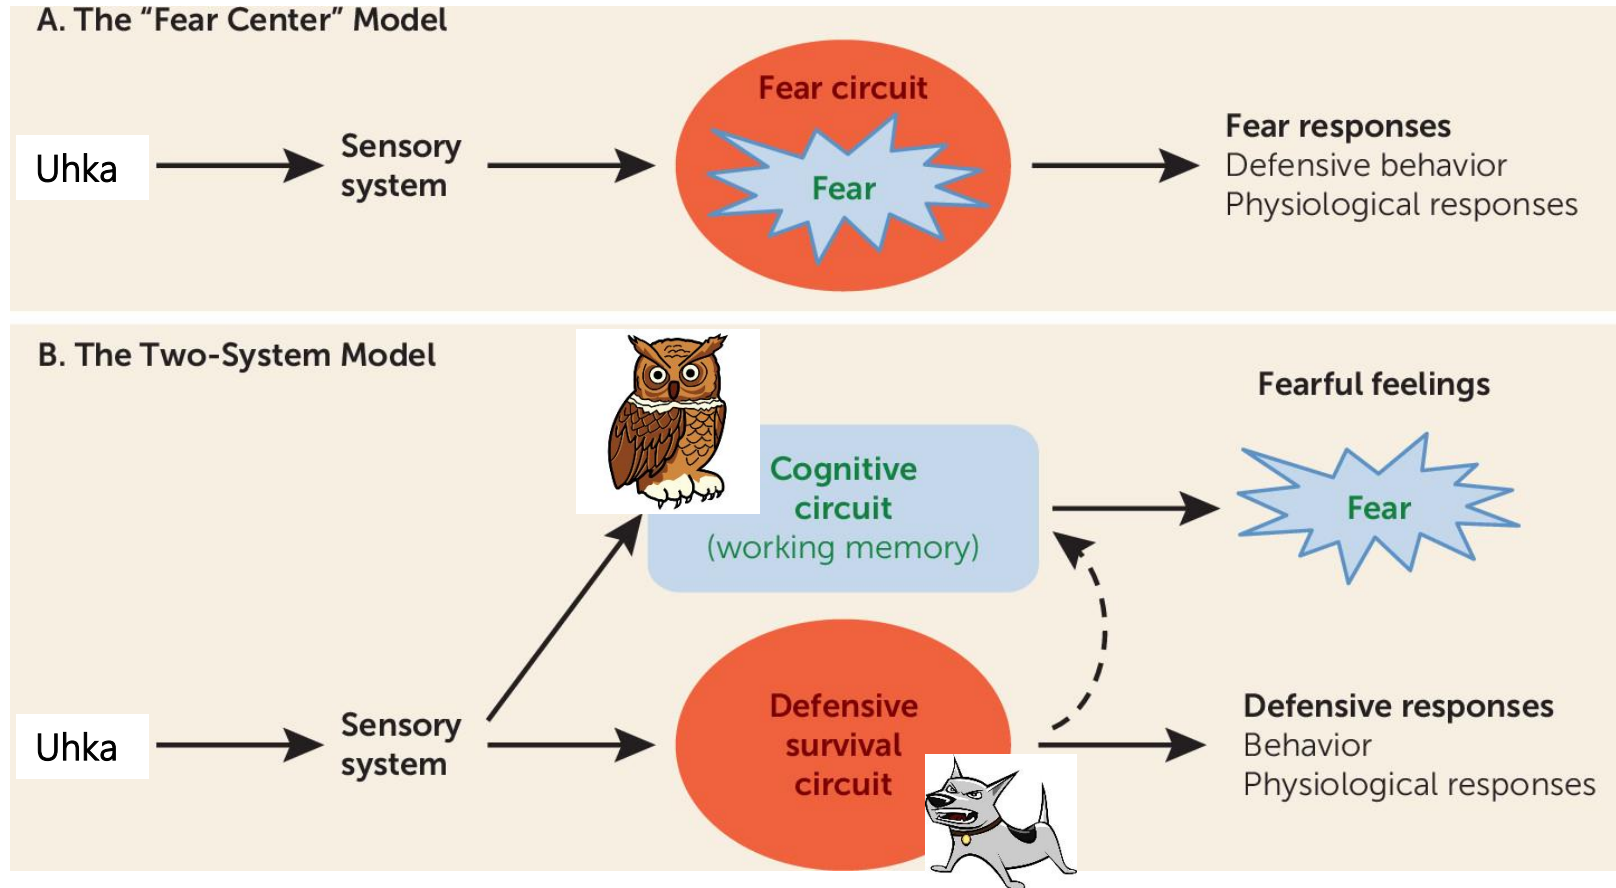 A. The “Fear Center” Model
Uhka
Sensory
system
Fear circuit
Fear
Fear responses
Defensive behavior
Physiological responses
B. The Two-System Model
Cognitive
circuit
(working memory)
Fearful feelings
Fear
Uhka
Sensory
system
Defensive
survival
circuit
Defensive responses
Behavior
Physiological responses